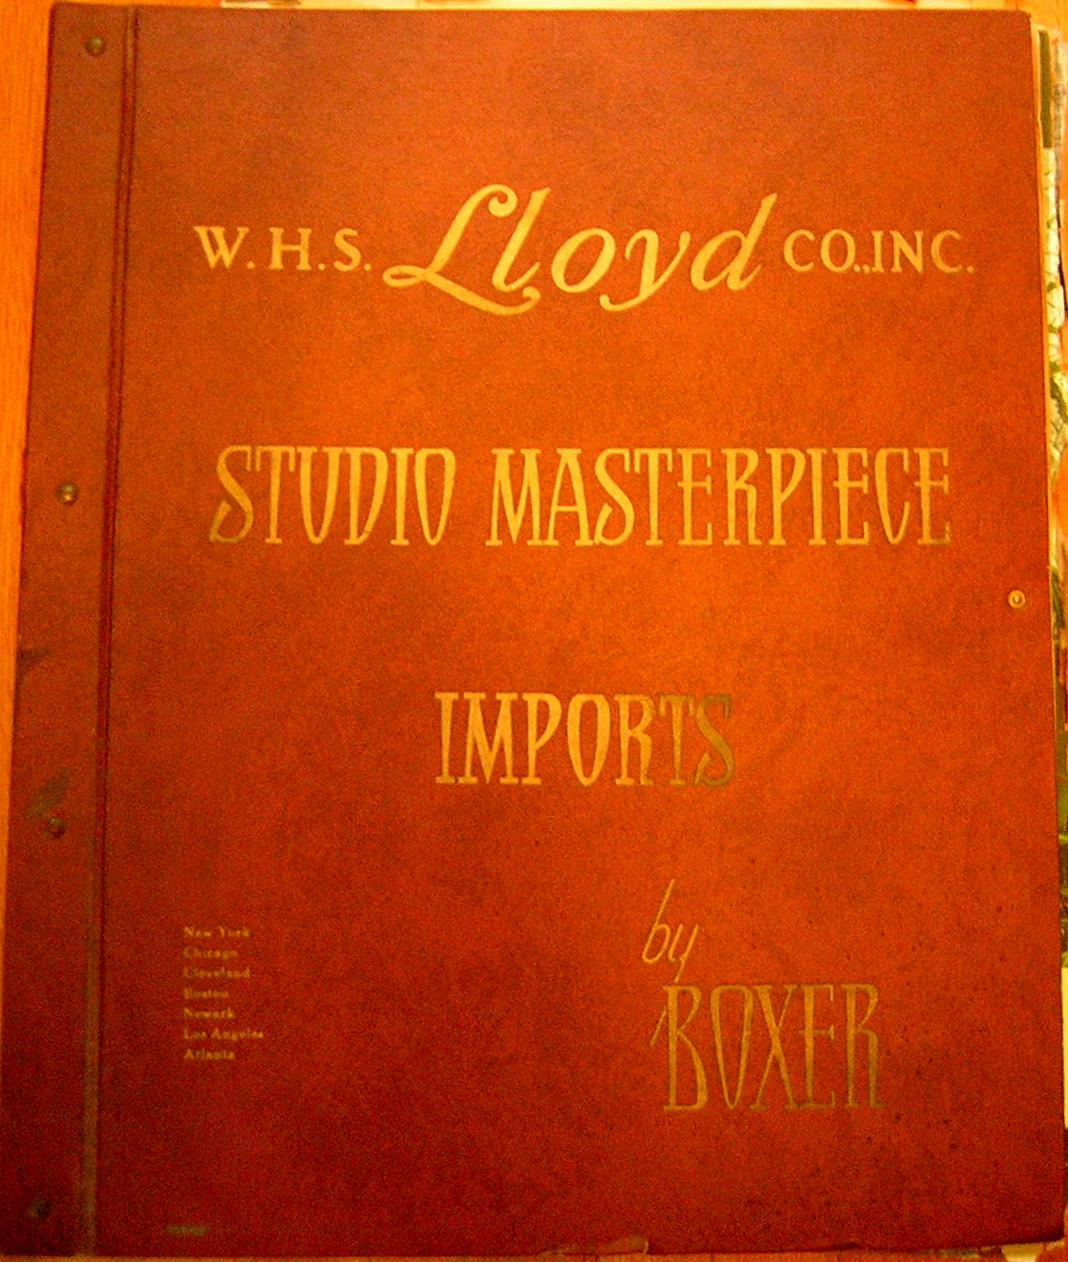 W.H.S. Lloyd CO.,INC.
STUDIO MASTERPIECE
IMPORTS
by
BOXER
New York
Chicago
Cleveland
Boston
Newark
Los Angeles
Atlanta